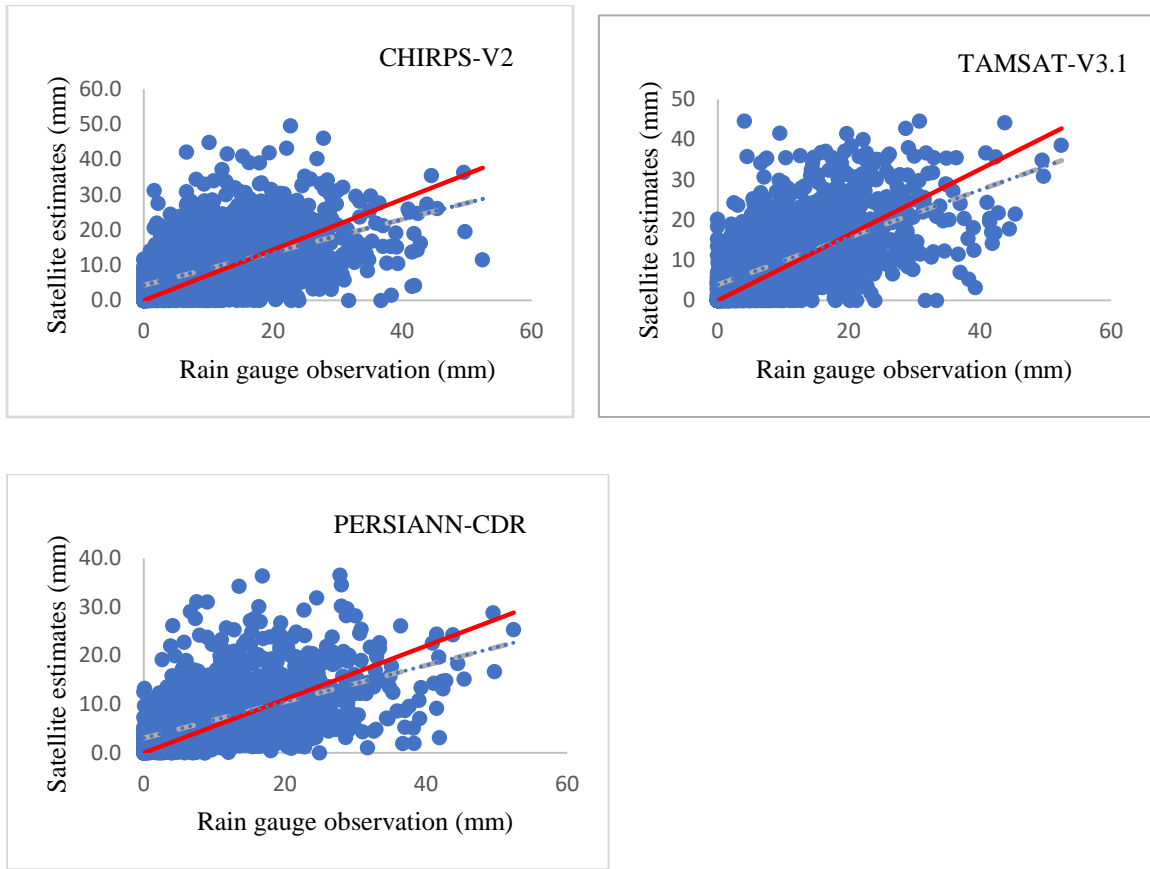 CHIRPS-V2
Satellite estimates (mm)
60.0
50.0
40.0
30.0
20.0
10.0
0.0
0 20 40 60
Rain gauge observation (mm)
TAMSAT-V3.1
Satellite estimates (mm)
50
40
30
20
10
0
0 20 40 60
Rain gauge observation (mm)
PERSIANN-CDR
Satellite estimates (mm)
40.0
30.0
20.0
10.0
0.0
0 20 40 60
Rain gauge observation (mm)